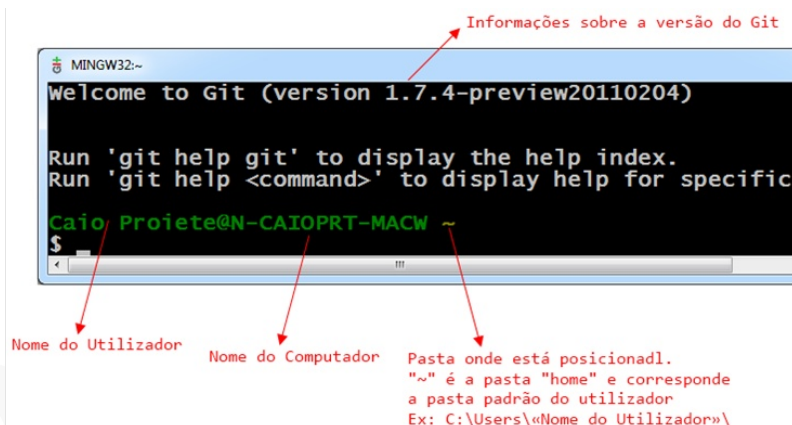 Informações sobre a versão do Git
MINGW32:~
Welcome to Git (version 1.7.4-preview20110204)
Run 'git help git' to display the help index.
Run 'git help <command>' to display help for specific
Caio Proiete@N-CAIOPRT-MACW ~
$ _
Nome do Utilizador
Nome do Computador
Pasta onde está posicionadl.
"~" é a pasta "home" e corresponde
a pasta padrão do utilizador
Ex: C:\Users\«Nome do Utilizador»\